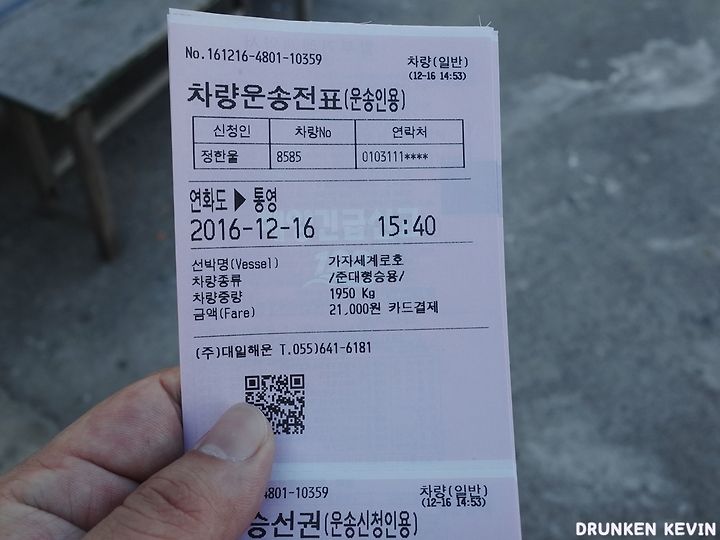 No.161216-4801-10359 차량(일반)
(12-16 14:53)
차량운송전표(운송인용)
신청인 차량No 연락처
정한울 8585 0103111****
연화도 ▶ 통영
2016-12-16 15:40
선박명(Vessel) 가자세계로호
차량종류 /준대형승용/
차량중량 1950 Kg
금액(Fare) 21,000원 카드결제
(주)대일해운 T.055)641-6181
4801-10359 차량(일반)
(12-16 14:53)
승선권(운송신청인용)
DRUNKEN KEVIN